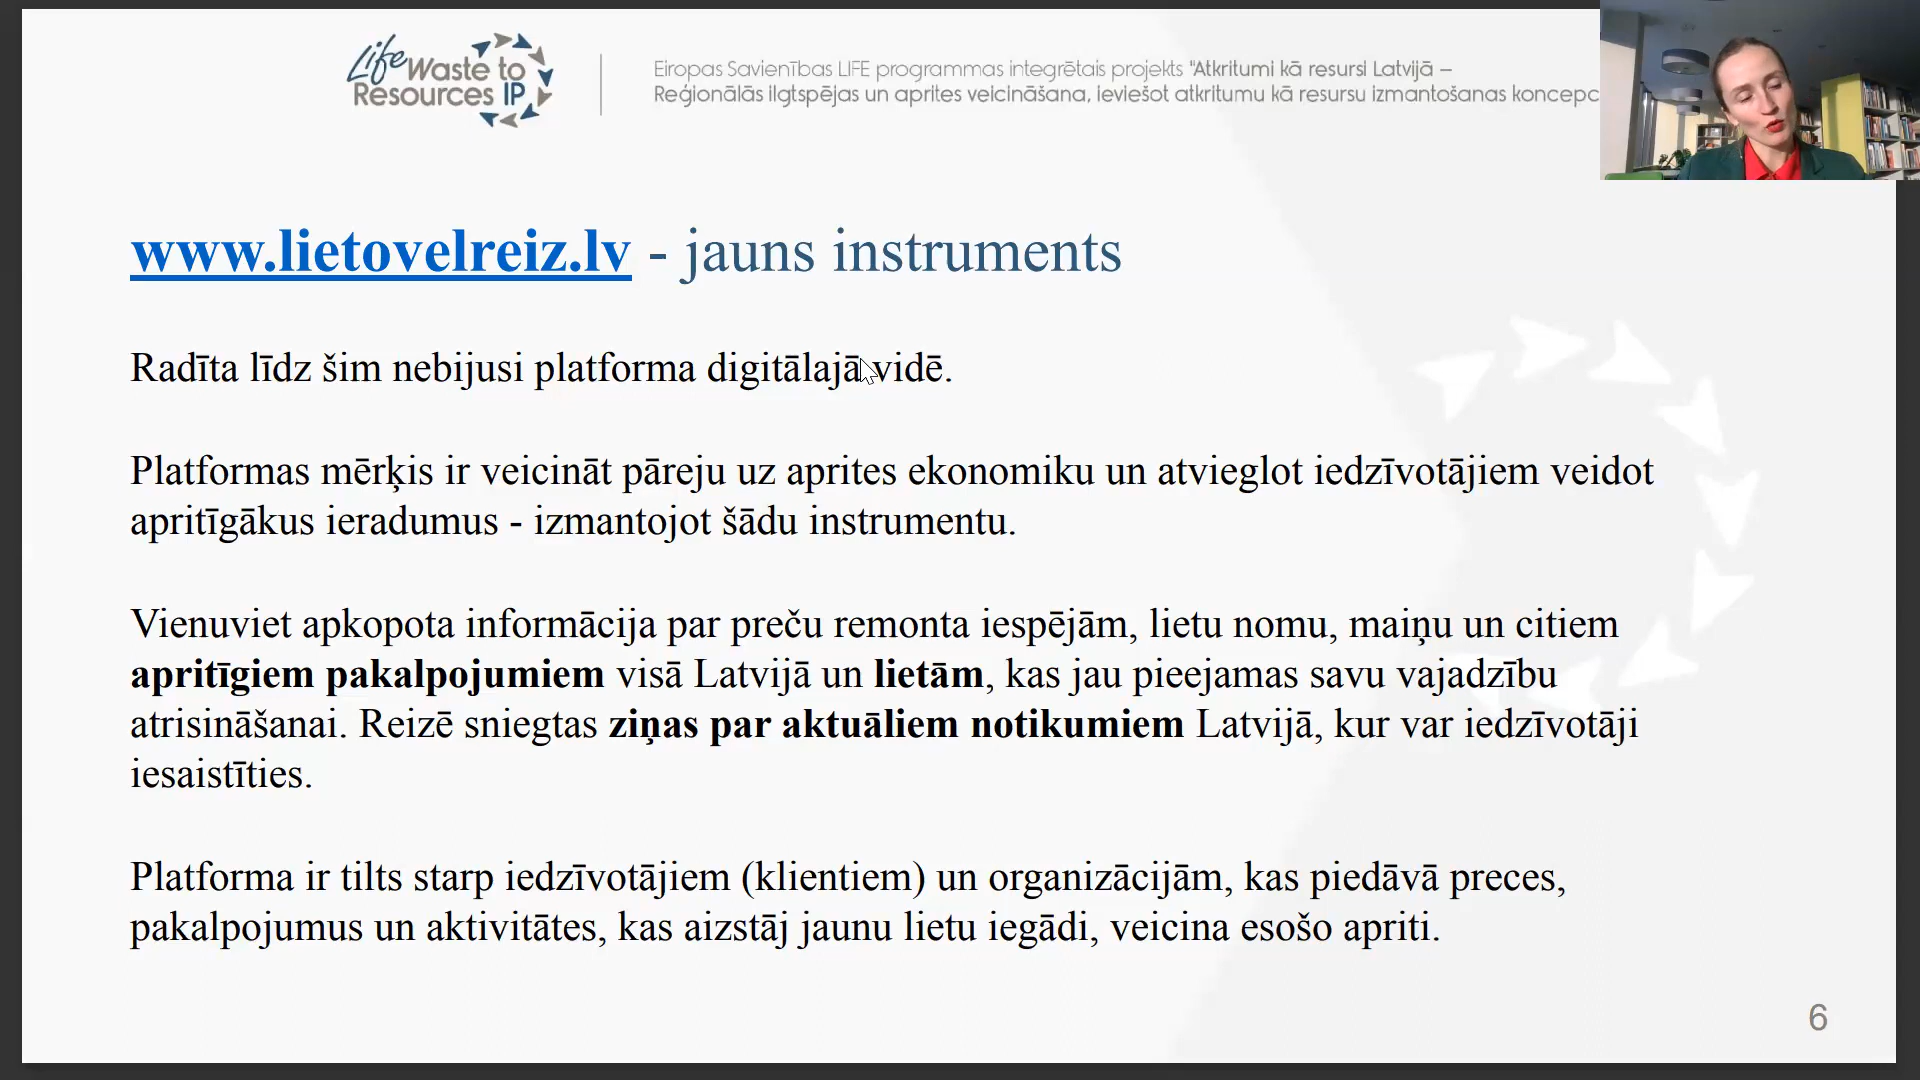 Life Waste to
Resources IP
Eiropas Savienības LIFE programmas integrētais projekts "Atkritumi kā resursi Latvijā –
Reģionālās ilgtspējas un aprites veicināšana, ieviešot atkritumu kā resursu izmantošanas koncepc
www.lietovelreiz.lv - jauns instruments
Radīta līdz šim nebijusi platforma digitālajā vidē.
Platformas mērķis ir veicināt pāreju uz aprites ekonomiku un atvieglot iedzīvotājiem veidot
apritīgākus ieradumus - izmantojot šādu instrumentu.
Vienuviet apkopota informācija par preču remonta iespējām, lietu nomu, maiņu un citiem
apritīgiem pakalpojumiem visā Latvijā un lietām, kas jau pieejamas savu vajadzību
atrisināšanai. Reizē sniegtas ziņas par aktuāliem notikumiem Latvijā, kur var iedzīvotāji
iesaistīties.
Platforma ir tilts starp iedzīvotājiem (klientiem) un organizācijām, kas piedāvā preces,
pakalpojumus un aktivitātes, kas aizstāj jaunu lietu iegādi, veicina esošo apriti.
6